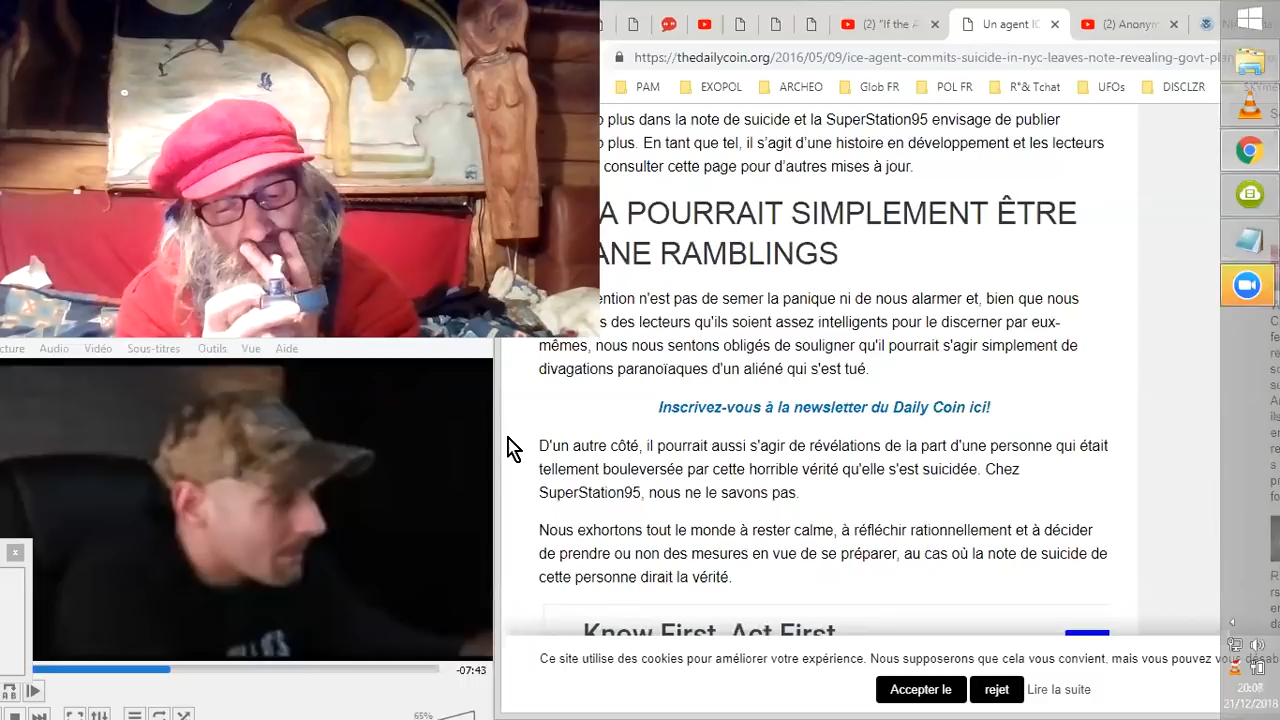 (2) "If the A
Un agent IC
(2) Anonym
https://thedailycoin.org/2016/05/09/ice-agent-commits-suicide-in-nyc-leaves-note-revealing-govt-pla
PAM EXOPOL ARCHEO Glob FR POL FR R°& Tchat UFOs DISCLZR
o plus dans la note de suicide et la SuperStation95 envisage de publier
o plus. En tant que tel, il s'agit d'une histoire en développement et les lecteurs
consulter cette page pour d'autres mises à jour.
A POURRAIT SIMPLEMENT ÊTRE
ANE RAMBLINGS
ention n'est pas de semer la panique ni de nous alarmer et, bien que nous
s des lecteurs qu'ils soient assez intelligents pour le discerner par eux-
mêmes, nous nous sentons obligés de souligner qu'il pourrait s'agir simplement de
divagations paranoïaques d'un aliéné qui s'est tué.
Inscrivez-vous à la newsletter du Daily Coin ici!
D'un autre côté, il pourrait aussi s'agir de révélations de la part d'une personne qui était
tellement bouleversée par cette horrible vérité qu'elle s'est suicidée. Chez
SuperStation95, nous ne le savons pas.
Nous exhortons tout le monde à rester calme, à réfléchir rationnellement et à décider
de prendre ou non des mesures en vue de se préparer, au cas où la note de suicide de
cette personne dirait la vérité.
Know First, Act First
Ce site utilise des cookies pour améliorer votre expérience. Nous supposerons que cela vous convient, mais vous pouvez vous désab
Accepter le rejet Lire la suite
cture Audio Vidéo Sous-titres Outils Vue Aide
-07:43
65%
20:08
21/12/2018